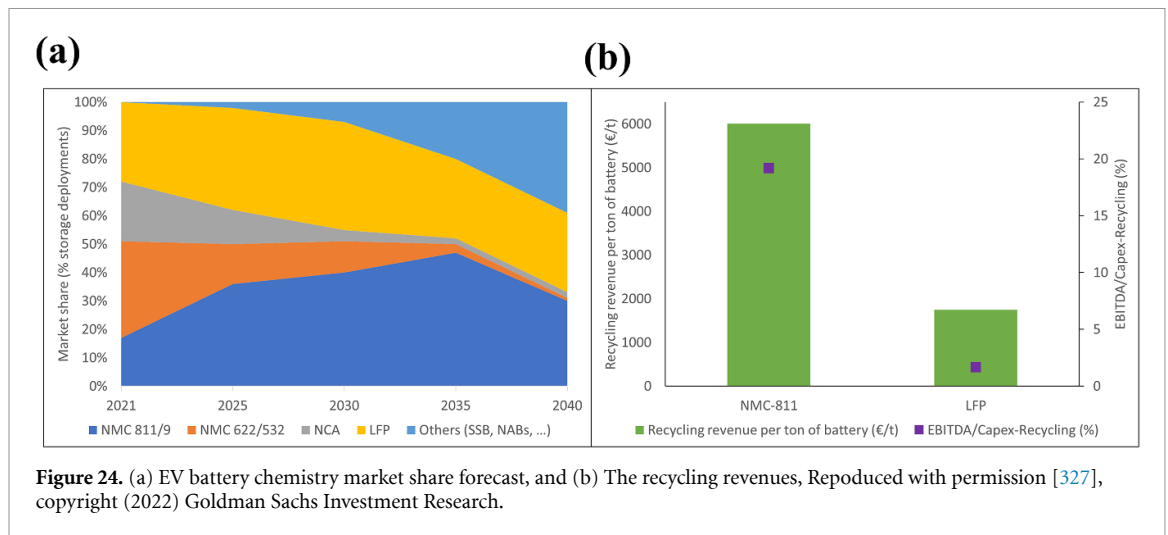 (a)
(b)
Market share (% storage deployments)
100%
90%
80%
70%
60%
50%
40%
30%
20%
10%
0%
2021 2025 2030 2035 2040
NMC 811/9 NMC 622/532 NCA LFP Others (SSB, NABs, ...)
Recycling revenue per ton of battery (€/t)
6000
5000
4000
3000
2000
1000
0
NMC-811 LFP
25
20
15
10
5
0
EBITDA/Capex-Recycling (%)
Recycling revenue per ton of battery (€/t) EBITDA/Capex-Recycling (%)
Figure 24. (a) EV battery chemistry market share forecast, and (b) The recycling revenues, Repoduced with permission [327],
copyright (2022) Goldman Sachs Investment Research.